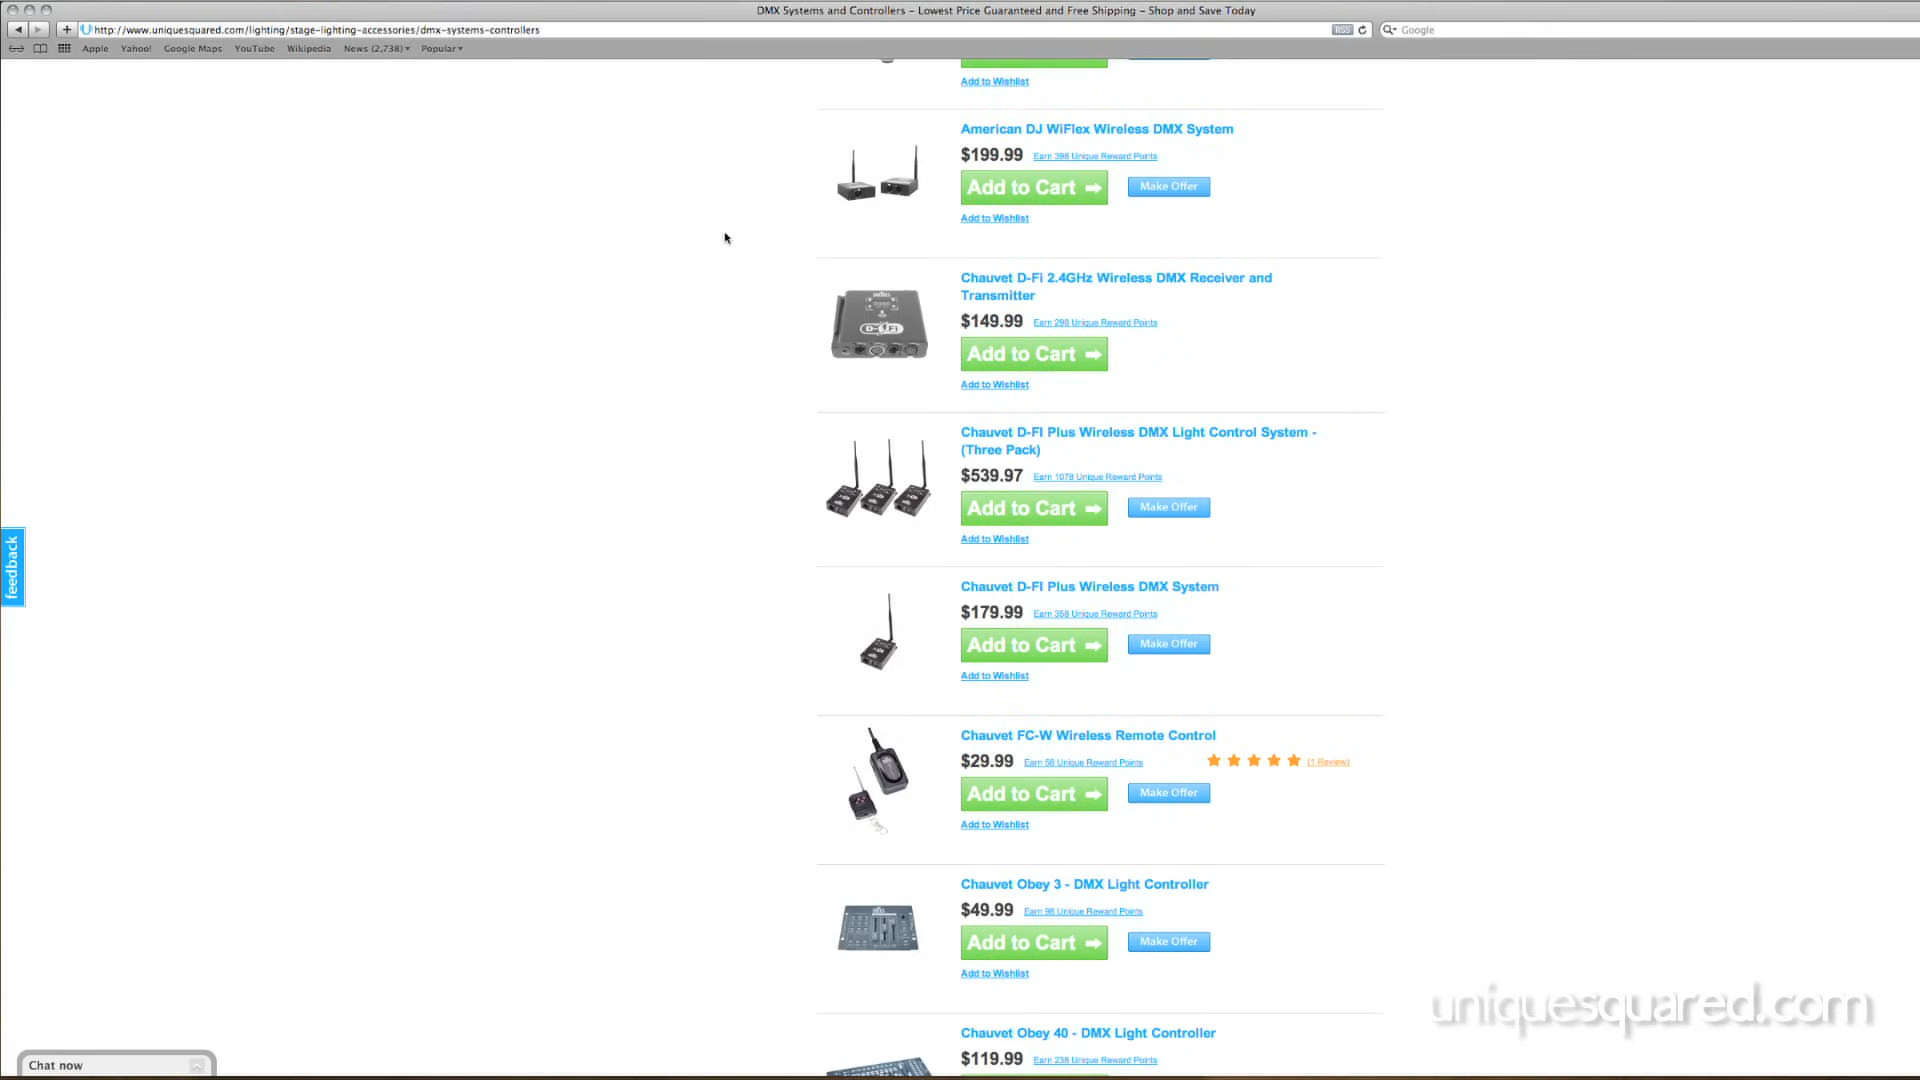 DMX Systems and Controllers – Lowest Price Guaranteed and Free Shipping – Shop and Save Today
http://www.uniquesquared.com/lighting/stage-lighting-accessories/dmx-systems-controllers
RSS
Google
Apple Yahoo! Google Maps YouTube Wikipedia News (2,738) Popular
Add to Wishlist
American DJ WiFlex Wireless DMX System
$199.99 Earn 398 Unique Reward Points
Add to Cart Make Offer
Add to Wishlist
Chauvet D-Fi 2.4GHz Wireless DMX Receiver and
Transmitter
$149.99 Earn 298 Unique Reward Points
Add to Cart
Add to Wishlist
Chauvet D-FI Plus Wireless DMX Light Control System -
(Three Pack)
$539.97 Earn 1078 Unique Reward Points
Add to Cart Make Offer
Add to Wishlist
feedback
Chauvet D-FI Plus Wireless DMX System
$179.99 Earn 358 Unique Reward Points
Add to Cart Make Offer
Add to Wishlist
Chauvet FC-W Wireless Remote Control
$29.99 Earn 58 Unique Reward Points (1 Review)
Add to Cart Make Offer
Add to Wishlist
Chauvet Obey 3 - DMX Light Controller
$49.99 Earn 98 Unique Reward Points
Add to Cart Make Offer
Add to Wishlist
uniquesquared.com
Chauvet Obey 40 - DMX Light Controller
$119.99 Earn 238 Unique Reward Points
Chat now